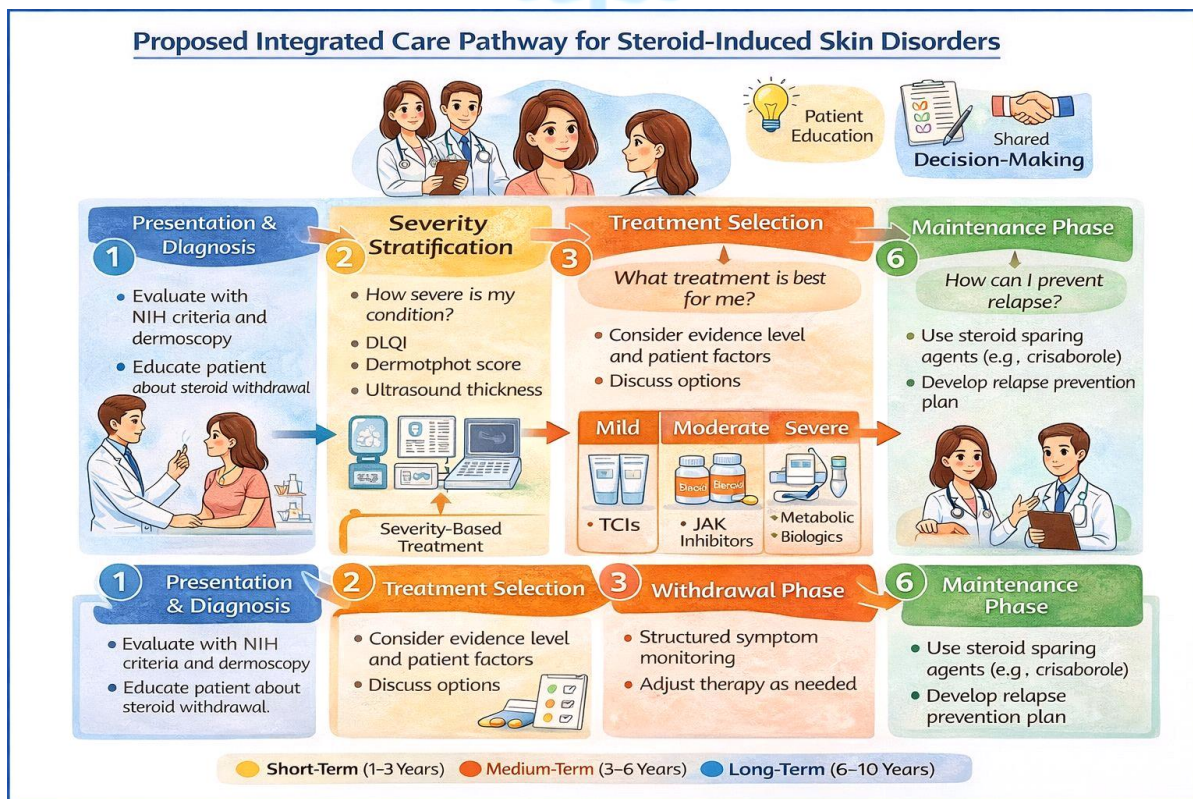 Proposed Integrated Care Pathway for Steroid-Induced Skin Disorders
Patient
Education
Shared
Decision-Making
1
Presentation &
Dlagnosis
• Evaluate with
NIH criteria and
dermoscopy
• Educate patient
about steroid withdrawal
2
Severity
Stratification
• How severe is my
condition?
• DLQI
• Dermotphot score
• Ultrasound thickness
Severity-Based
Treatment
3
Treatment Selection
What treatment is best
for me?
• Consider evidence level
and patient factors
• Discuss options
Mild
• TCIs
Moderate
• JAK
Inhibitors
Severe
• Metabolic
• Biologics
6
Maintenance Phase
How can I prevent
relapse?
• Use steroid sparing
agents (e.g., crisaborole)
• Develop relapse prevention
plan
1
Presentation
& Diagnosis
• Evaluate with NIH
criteria and dermoscopy
• Educate patient about
steroid withdrawal.
2
Treatment Selection
• Consider evidence level
and patient factors
• Discuss options
3
Withdrawal Phase
• Structured symptom
monitoring
• Adjust therapy as needed
6
Maintenance
Phase
• Use steroid sparing
agents (e.g., crisaborole)
• Develop relapse
prevention plan
Short-Term (1–3 Years)
Medium-Term (3–6 Years)
Long-Term (6–10 Years)